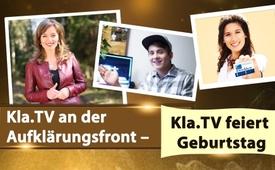 Kla.TV an der
Aufklärungsfront –
Kla.TV feiert
Geburtstag